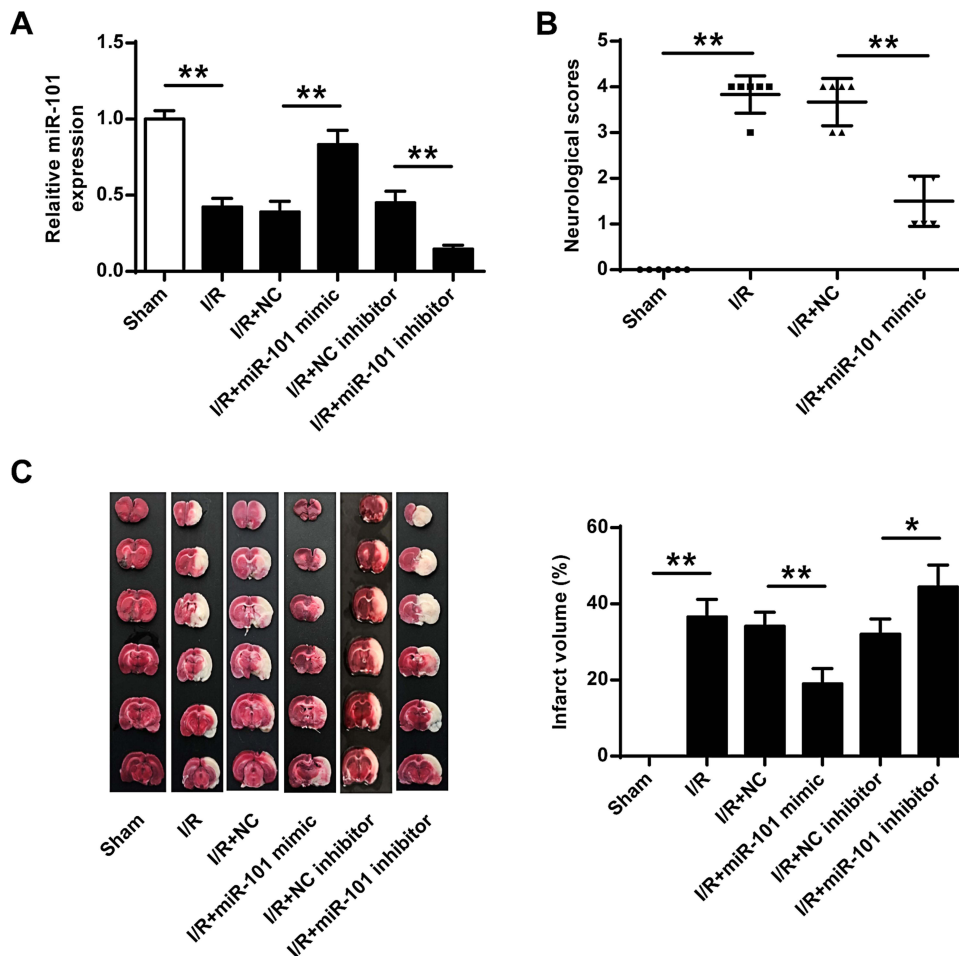 A
Relaitive miR-101
expression
1.5
1.0
0.5
0.0
**
**
**
Sham
I/R
I/R+NC
I/R+miR-101 mimic
I/R+NC inhibitor
I/R+miR-101 inhibitor
B
Neurological scores
5
4
3
2
1
0
**
**
Sham
I/R
I/R+NC
I/R+miR-101 mimic
C
Sham
I/R
I/R+NC
I/R+miR-101 mimic
I/R+NC inhibitor
I/R+miR-101 inhibitor
Infarct volume (%)
60
40
20
0
**
**
*
Sham
I/R
I/R+NC
I/R+miR-101 mimic
I/R+NC inhibitor
I/R+miR-101 inhibitor